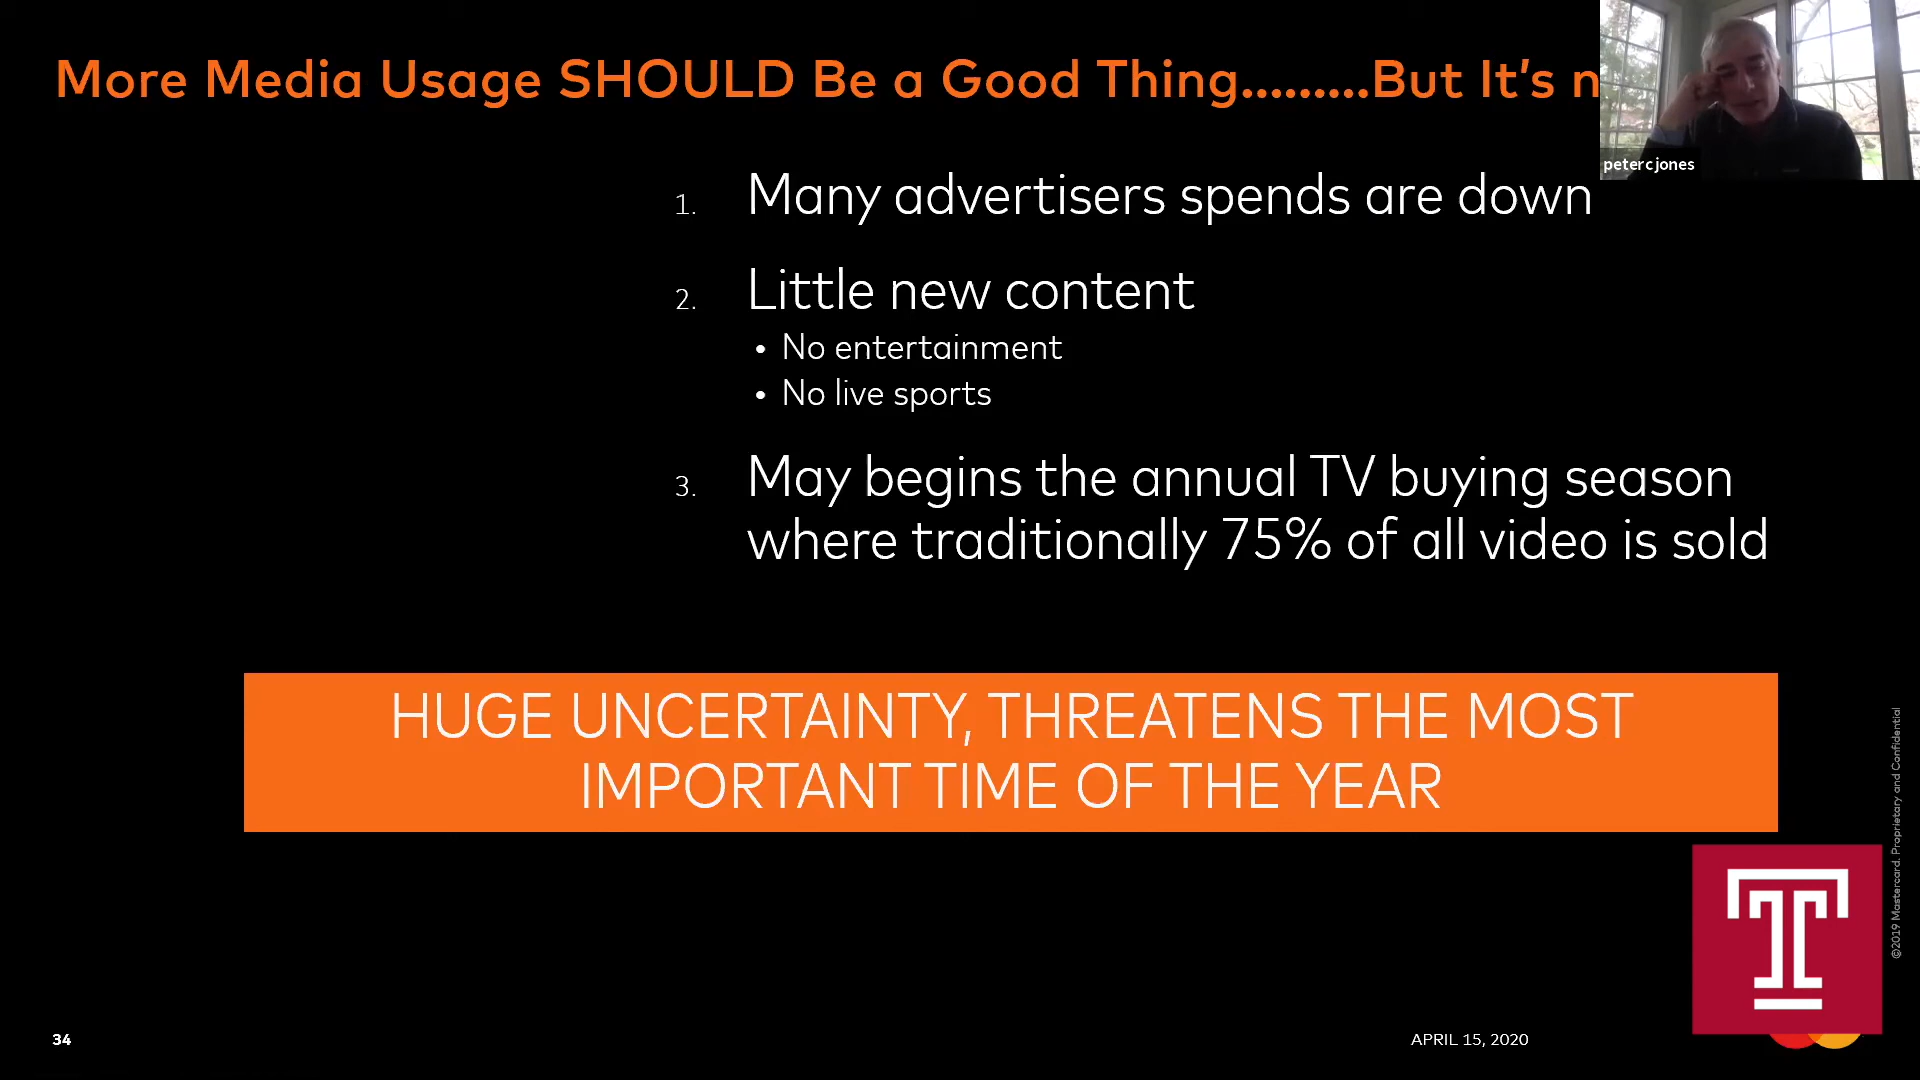 More Media Usage SHOULD Be a Good Thing.........But It's n
petercjones
1. Many advertisers spends are down
2. Little new content
• No entertainment
• No live sports
3. May begins the annual TV buying season
where traditionally 75% of all video is sold
HUGE UNCERTAINTY, THREATENS THE MOST
IMPORTANT TIME OF THE YEAR
©2019 Mastercard. Proprietary and Confidential
T
34
APRIL 15, 2020